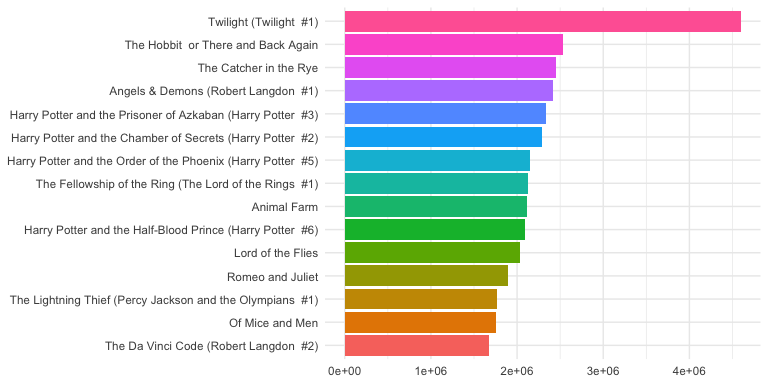 Twilight (Twilight  #1)
The Hobbit  or There and Back Again
The Catcher in the Rye
Angels & Demons (Robert Langdon  #1)
Harry Potter and the Prisoner of Azkaban (Harry Potter  #3)
Harry Potter and the Chamber of Secrets (Harry Potter  #2)
Harry Potter and the Order of the Phoenix (Harry Potter  #5)
The Fellowship of the Ring (The Lord of the Rings  #1)
Animal Farm
Harry Potter and the Half-Blood Prince (Harry Potter  #6)
Lord of the Flies
Romeo and Juliet
The Lightning Thief (Percy Jackson and the Olympians  #1)
Of Mice and Men
The Da Vinci Code (Robert Langdon  #2)
0e+00 1e+06 2e+06 3e+06 4e+06